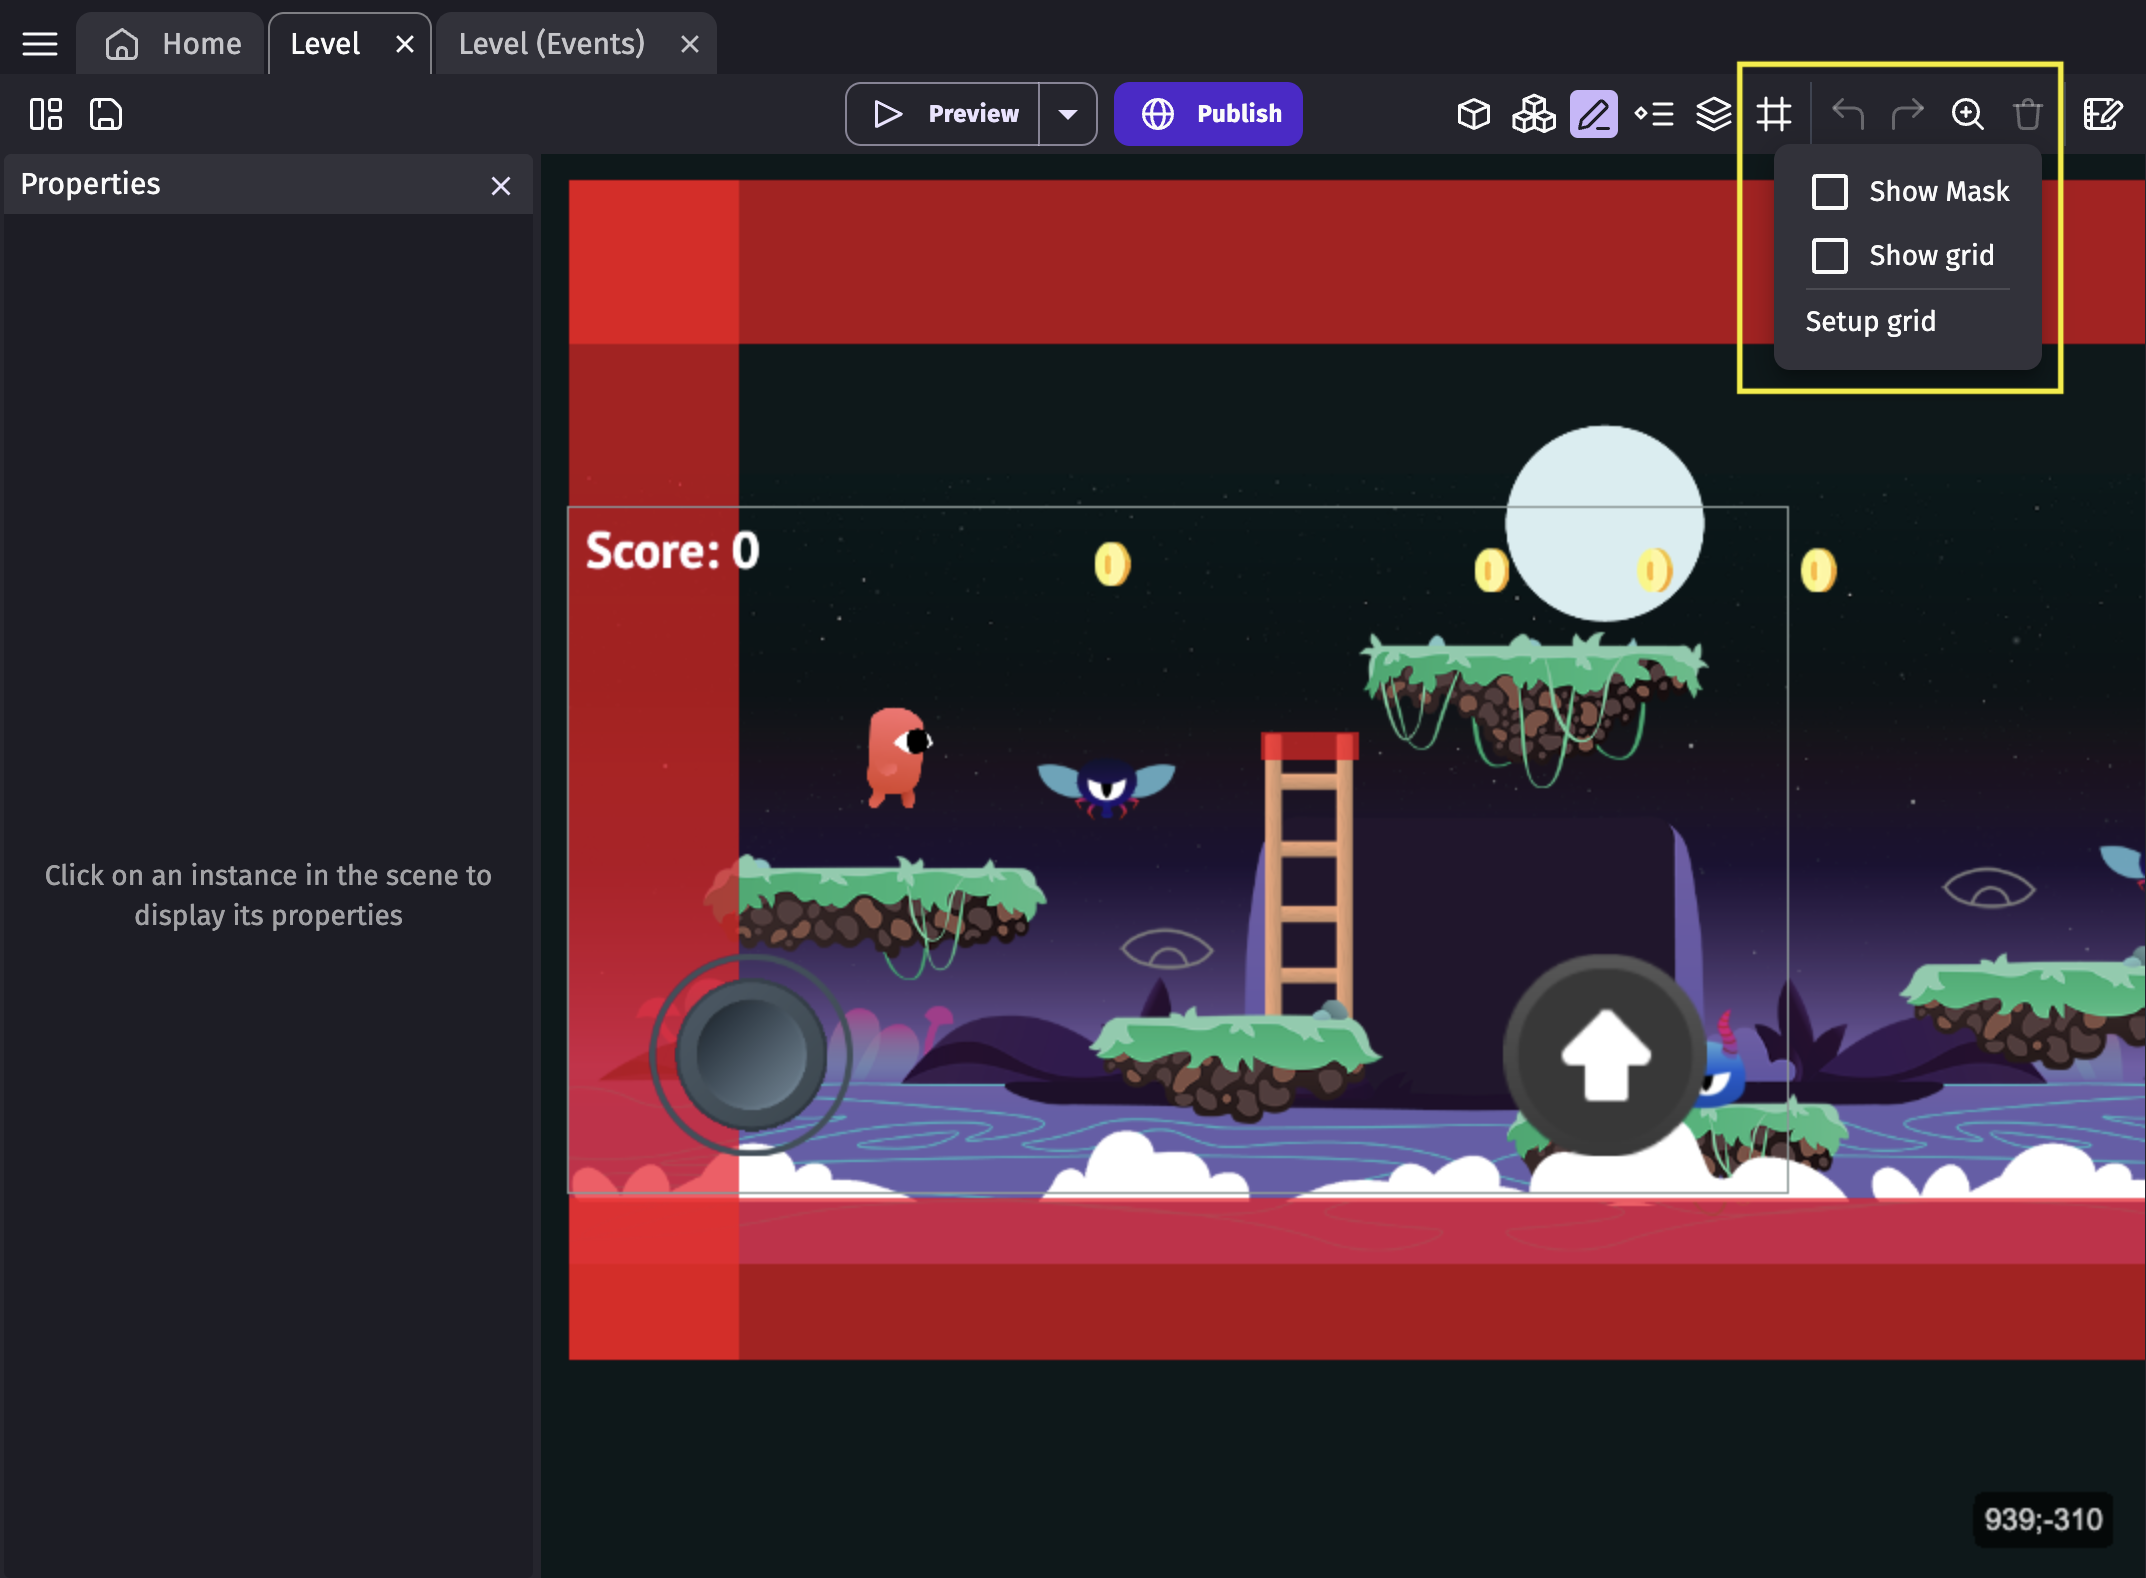 Home
Level
Level (Events)
Preview
Publish
Properties
Show Mask
Show grid
Setup grid
Score: 0
Click on an instance in the scene to
display its properties
939;-310